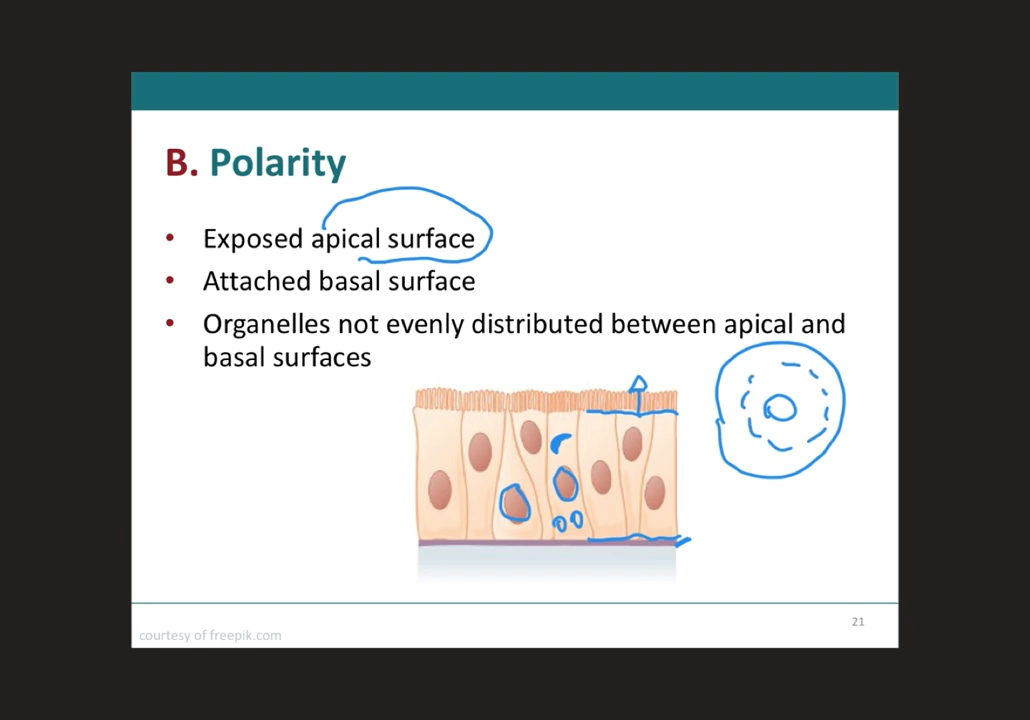 B. Polarity
• Exposed apical surface
• Attached basal surface
• Organelles not evenly distributed between apical and
basal surfaces
21
courtesy of freepik.com